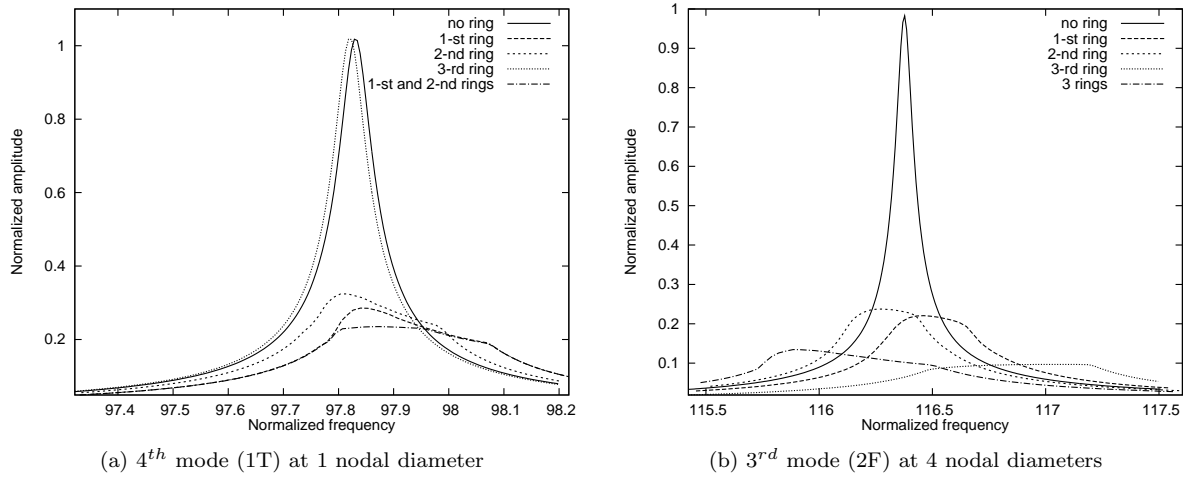 no ring
1-st ring
2-nd ring
3-rd ring
1-st and 2-nd rings
1
0.8
0.6
0.4
0.2
Normalized amplitude
97.4 97.5 97.6 97.7 97.8 97.9 98 98.1 98.2
Normalized frequency
(a) 4th mode (1T) at 1 nodal diameter
no ring
1-st ring
2-nd ring
3-rd ring
3 rings
1
0.9
0.8
0.7
0.6
0.5
0.4
0.3
0.2
0.1
Normalized amplitude
115.5 116 116.5 117 117.5
Normalized frequency
(b) 3rd mode (2F) at 4 nodal diameters